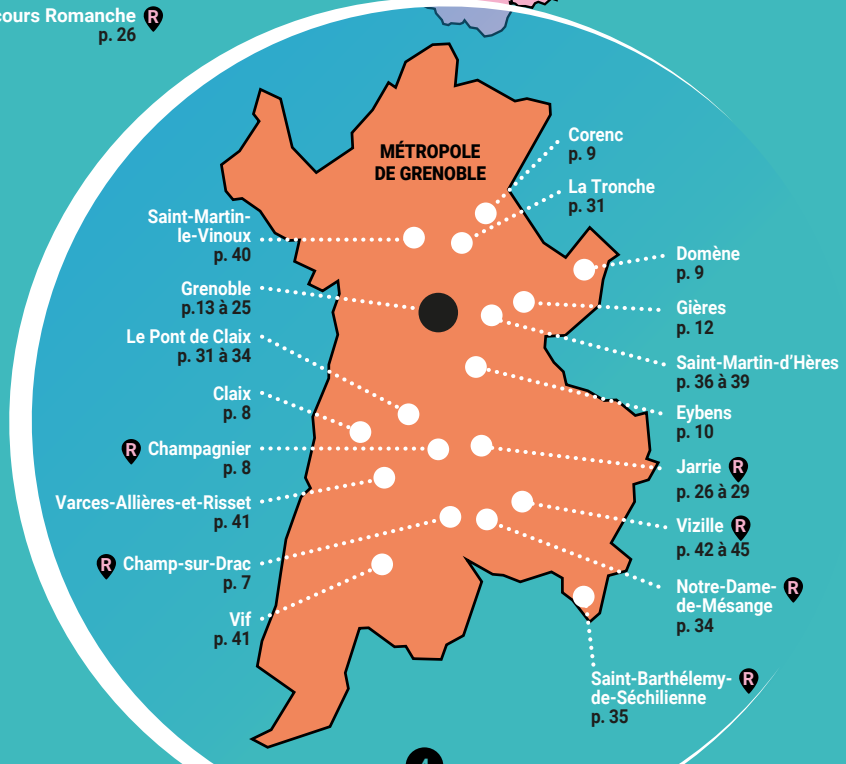 cours Romanche R
p. 26
MÉTROPOLE
DE GRENOBLE
Corenc
p. 9
La Tronche
p. 31
Saint-Martin-
le-Vinoux
p. 40
Domène
p. 9
Grenoble
p.13 à 25
Gières
p. 12
Le Pont de Claix
p. 31 à 34
Saint-Martin-d'Hères
p. 36 à 39
Claix
p. 8
Eybens
p. 10
R Champagnier
p. 8
Jarrie R
p. 26 à 29
Varces-Allières-et-Risset
p. 41
Vizille R
p. 42 à 45
R Champ-sur-Drac
p. 7
Notre-Dame- R
de-Mésange
p. 34
Vif
p. 41
Saint-Barthélemy- R
de-Séchilienne
p. 35